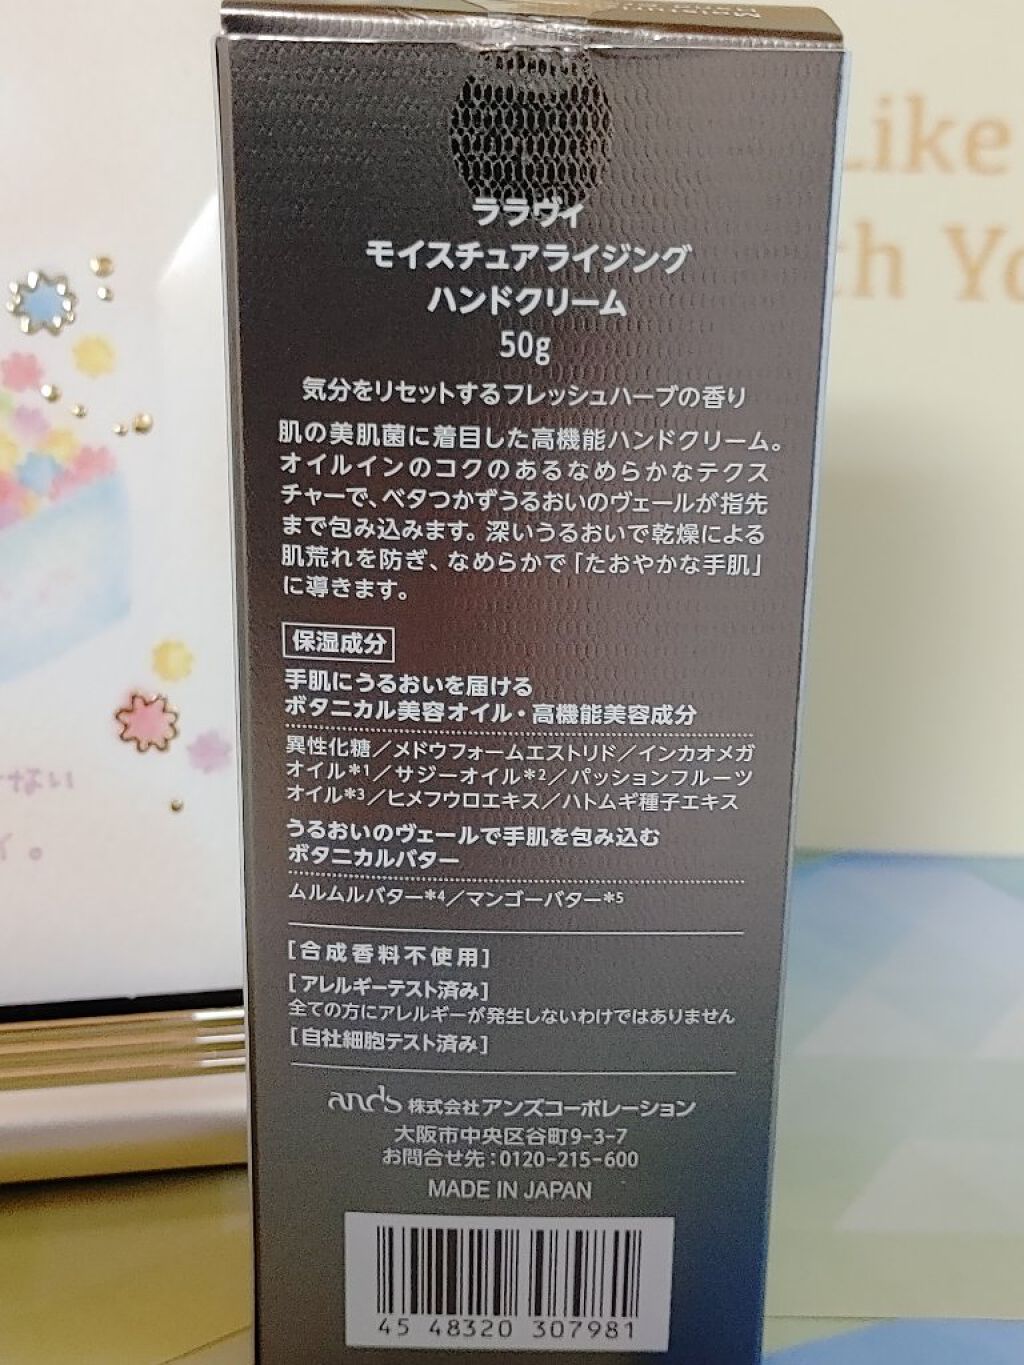 ララヴィ
モイスチュアライジング
ハンドクリーム
50g
気分をリセットするフレッシュハーブの香り
肌の美肌菌に着目した高機能ハンドクリーム。
オイルインのコクのあるなめらかなテクス
チャーで、ベタつかずうるおいのヴェールが指先
まで包み込みます。深いうるおいで乾燥による
肌荒れを防ぎ、なめらかで「たおやかな手肌」
に導きます。
保湿成分
手肌にうるおいを届ける
ボタニカル美容オイル・高機能美容成分
異性化糖／メドウフォームエストリド／インカオメガ
オイル*1／サジーオイル*2／パッションフルーツ
オイル*3／ヒメフウロエキス／ハトムギ種子エキス
うるおいのヴェールで手肌を包み込む
ボタニカルバター
ムルムルバター*4／マンゴーバター*5
[合成香料不使用]
[アレルギーテスト済み]
全ての方にアレルギーが発生しないわけではありません
[自社細胞テスト済み]
ands 株式会社アンズコーポレーション
大阪市中央区谷町9-3-7
お問合せ先：0120-215-600
MADE IN JAPAN
45 48320 307981
Like
th Yo